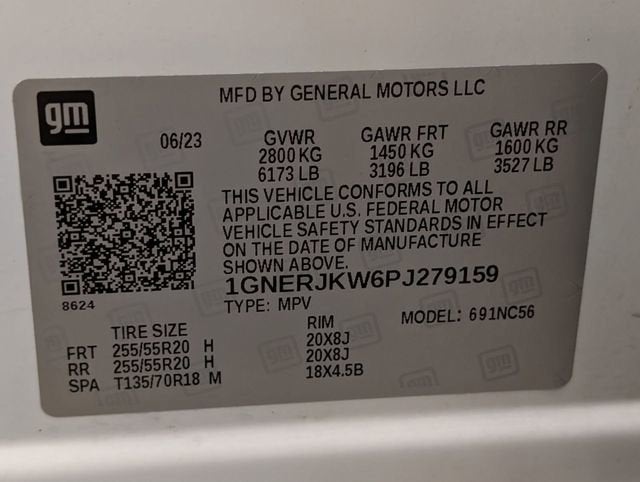 gm
MFD BY GENERAL MOTORS LLC
06/23
GVWR GAWR FRT GAWR RR
2800 KG 1450 KG 1600 KG
6173 LB 3196 LB 3527 LB
THIS VEHICLE CONFORMS TO ALL
APPLICABLE U.S. FEDERAL MOTOR
VEHICLE SAFETY STANDARDS IN EFFECT
ON THE DATE OF MANUFACTURE
SHOWN ABOVE.
1GNERJKW6PJ279159
8624
TYPE: MPV
MODEL: 691NC56
TIRE SIZE RIM
FRT 255/55R20 H 20X8J
RR 255/55R20 H 20X8J
SPA T135/70R18 M 18X4.5B